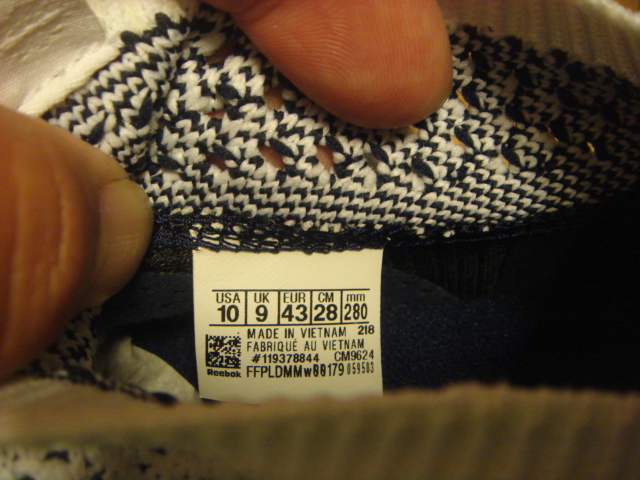 USA UK EUR CM mm
10 9 43 28 280
MADE IN VIETNAM 218
FABRIQUÉ AU VIETNAM
#119378844 CM9624
Reebok FFPLDMMw00179 059503